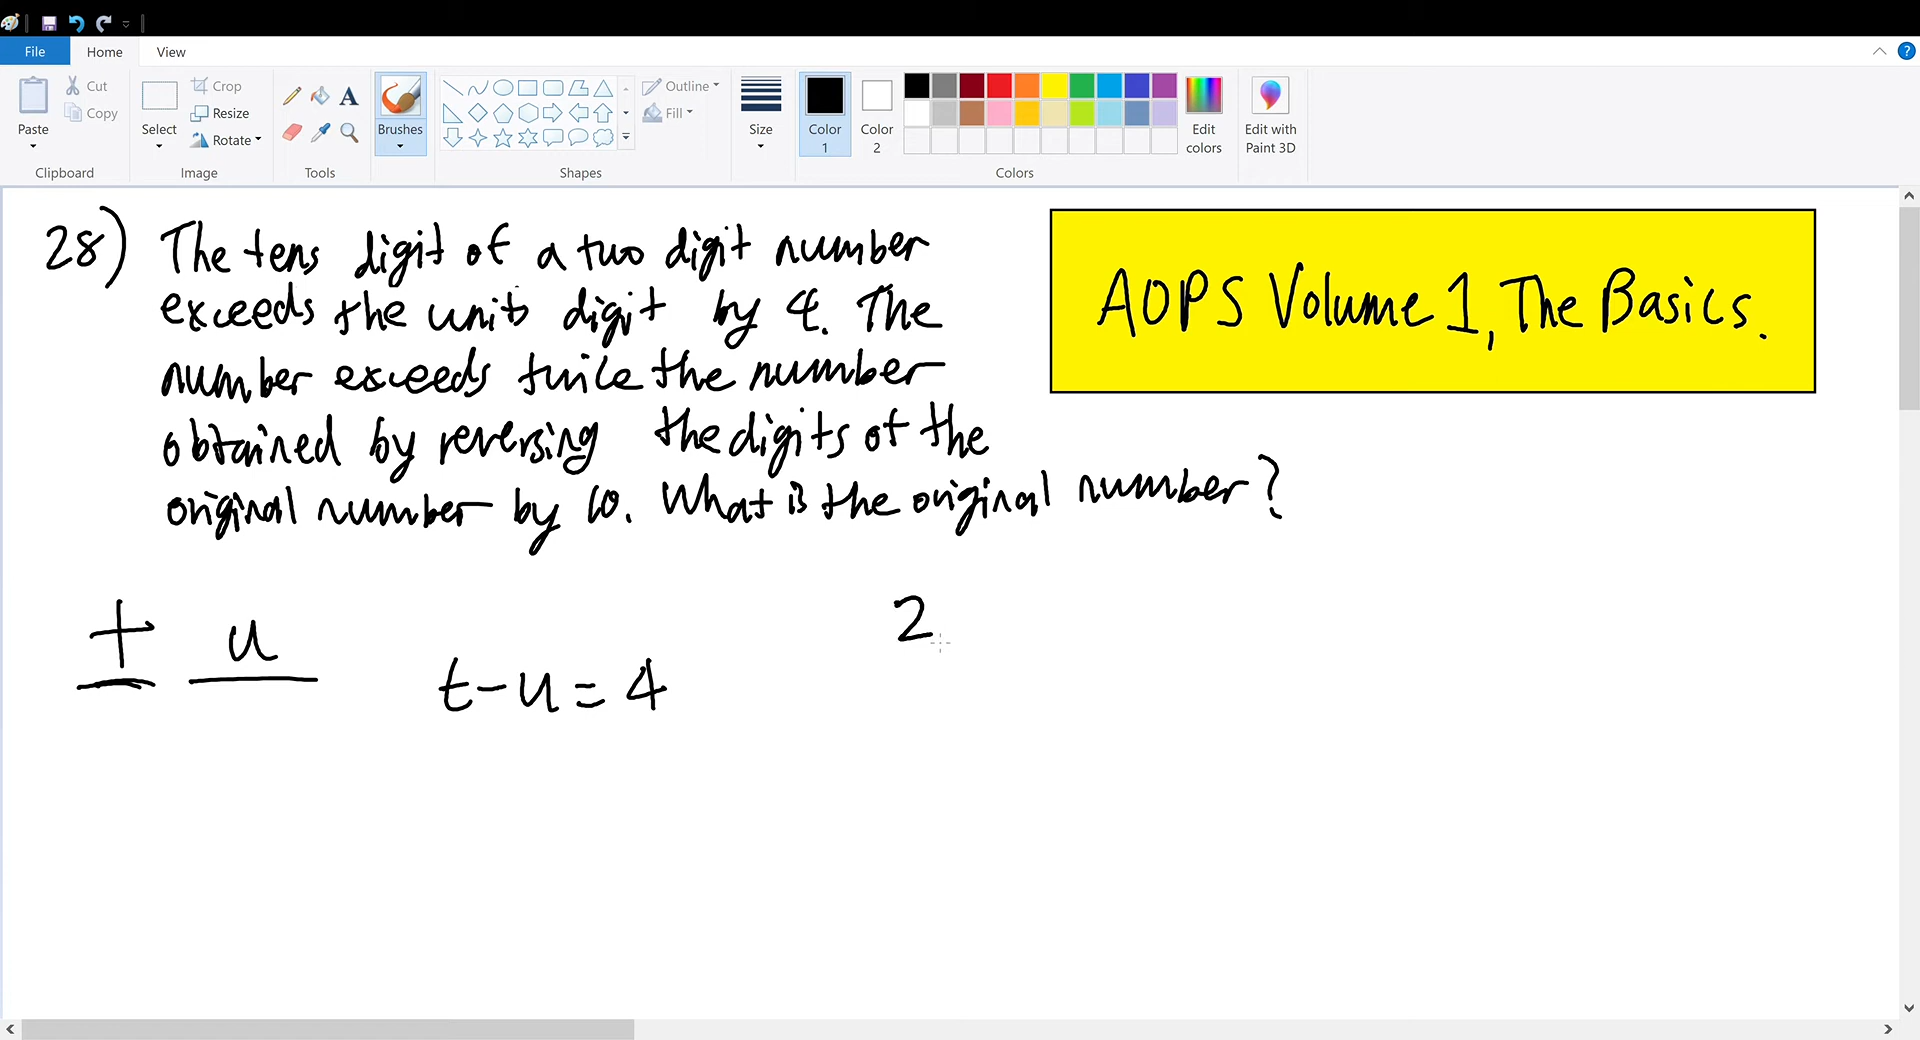 File Home View
Paste
Cut
Copy
Clipboard
Select
Crop
Resize
Rotate
Image
A
Tools
Brushes
Outline
Fill
Shapes
Size
Color 1
Color 2
Edit colors
Edit with Paint 3D
Colors
28) The tens digit of a two digit number
exceeds the units digit by 4. The
number exceeds twice the number
obtained by reversing the digits of the
original number by 10. What is the original number?
AOPS Volume 1, The Basics.
t u
t-u=4
2